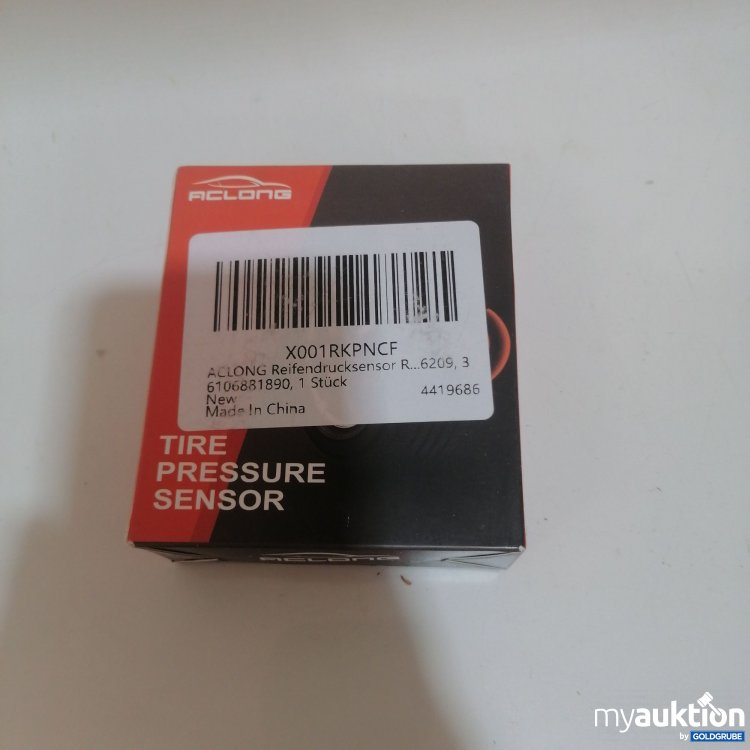 ACLONG
X001RKPNCF
ACLONG Reifendrucksensor R...6209, 3
6106881890, 1 Stück
New
4419686
Made In China
TIRE
PRESSURE
SENSOR
ACLONG
myauktion
by GOLDGRUBE